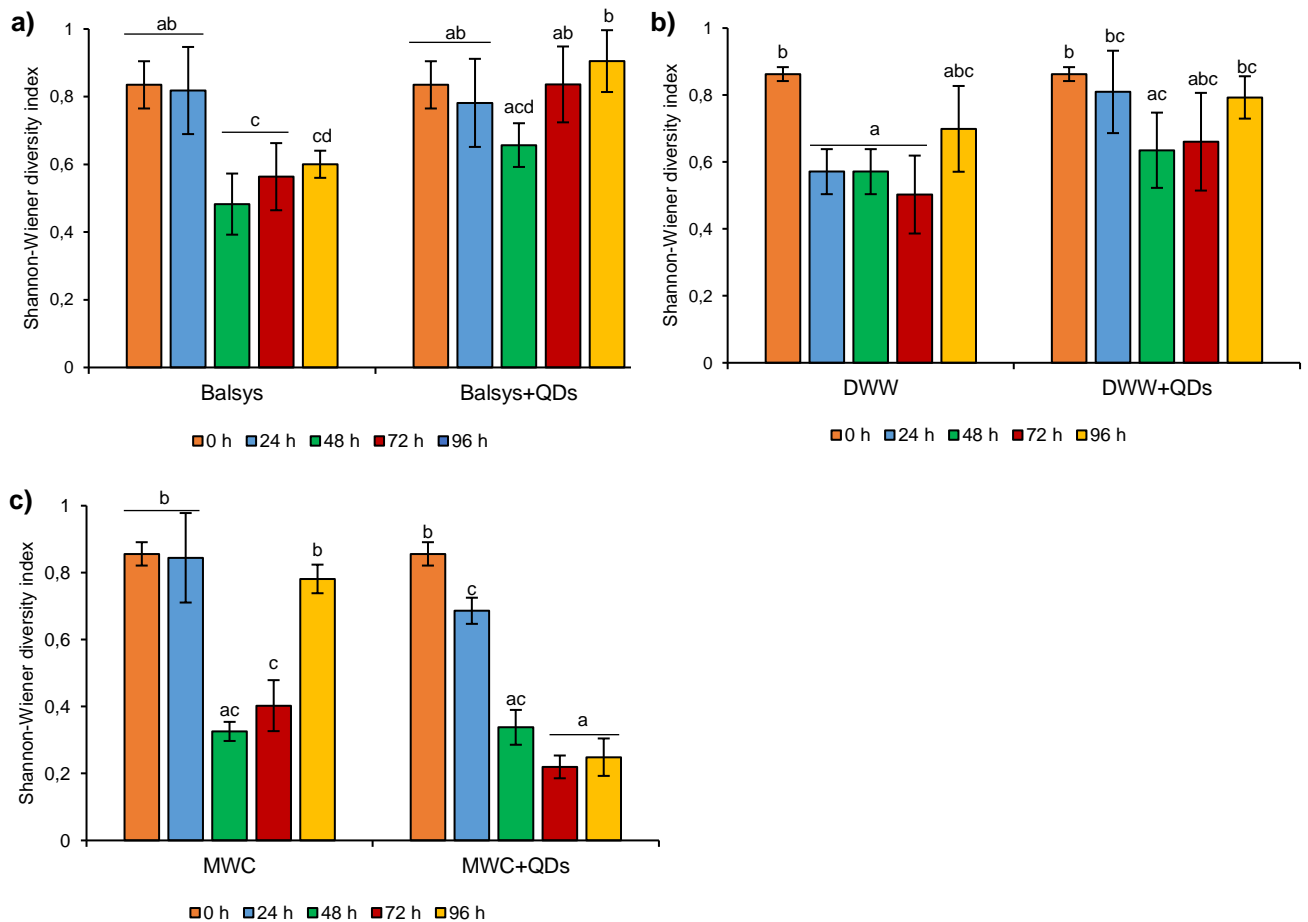 a)
Shannon-Wiener diversity index
1
0,8
0,6
0,4
0,2
0
ab
c
cd
ab
acd
ab
b
Balsys
Balsys+QDs
0 h 24 h 48 h 72 h 96 h
b)
Shannon-Wiener diversity index
1
0,8
0,6
0,4
0,2
0
b
a
abc
b
bc
ac
abc
bc
DWW
DWW+QDs
0 h 24 h 48 h 72 h 96 h
c)
Shannon-Wiener diversity index
1
0,8
0,6
0,4
0,2
0
b
ac
c
b
b
c
ac
a
MWC
MWC+QDs
0 h 24 h 48 h 72 h 96 h